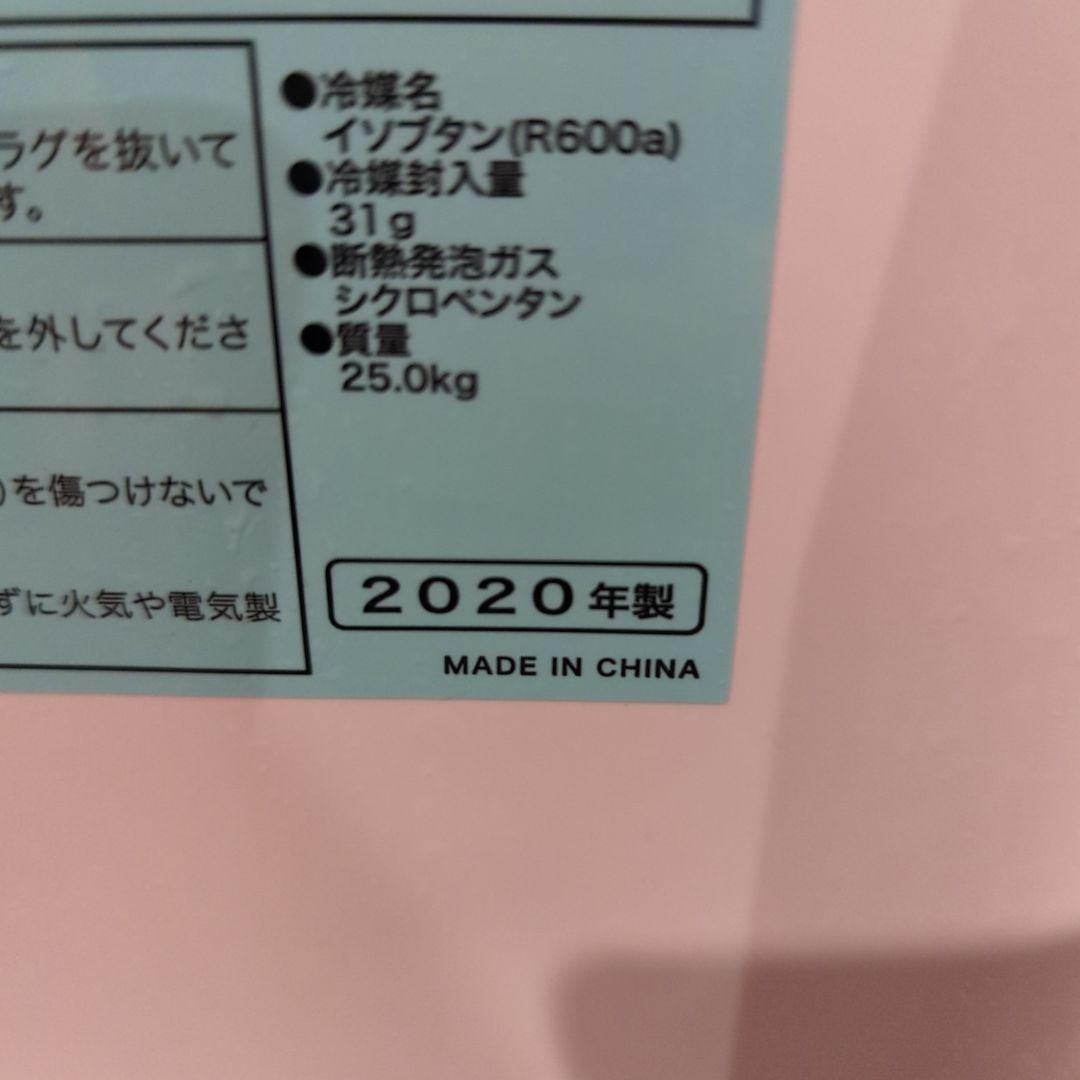 ラグを抜いて
す。
を外してくださ
)を傷つけないで
ずに火気や電気製
●冷媒名
イソブタン(R600a)
●冷媒封入量
31g
●断熱発泡ガス
シクロペンタン
●質量
25.0kg
2020年製
MADE IN CHINA